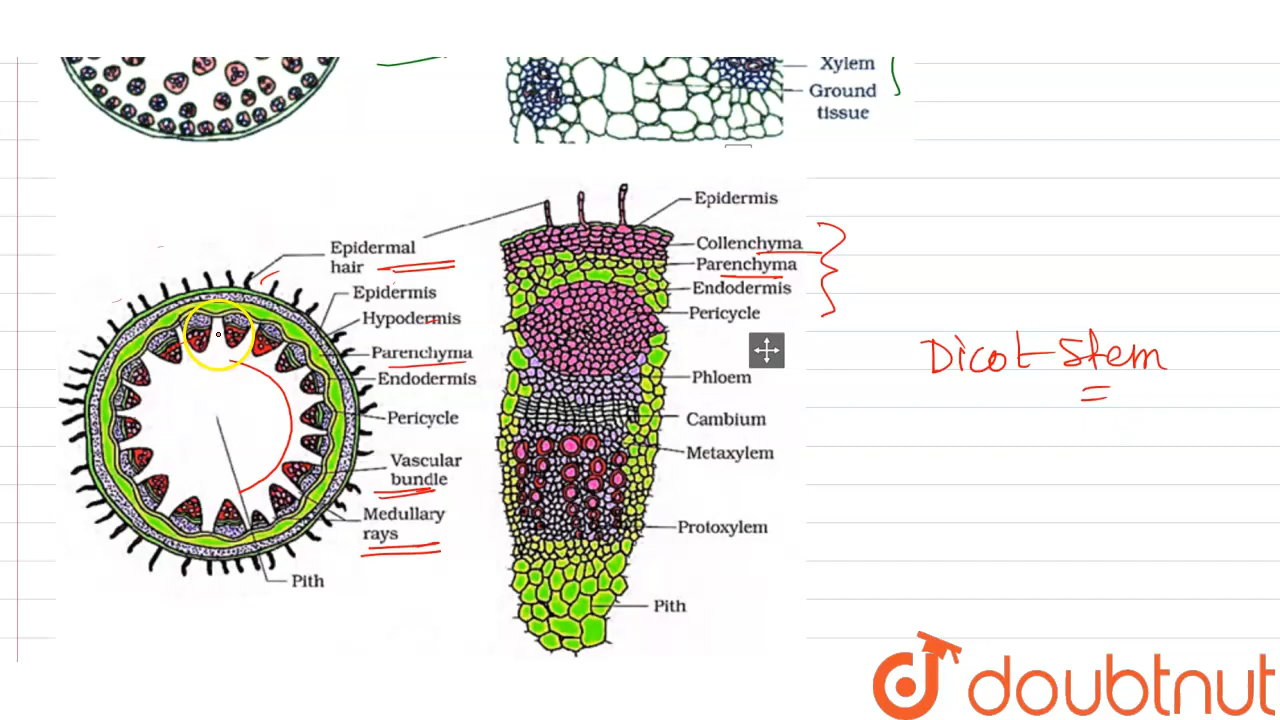 Xylem
Ground
tissue
Epidermal
hair
Epidermis
Hypodermis
Parenchyma
Endodermis
Pericycle
Vascular
bundle
Medullary
rays
Pith
Epidermis
Collenchyma
Parenchyma
Endodermis
Pericycle
Phloem
Cambium
Metaxylem
Protoxylem
Pith
Dicot Stem
doubtnut